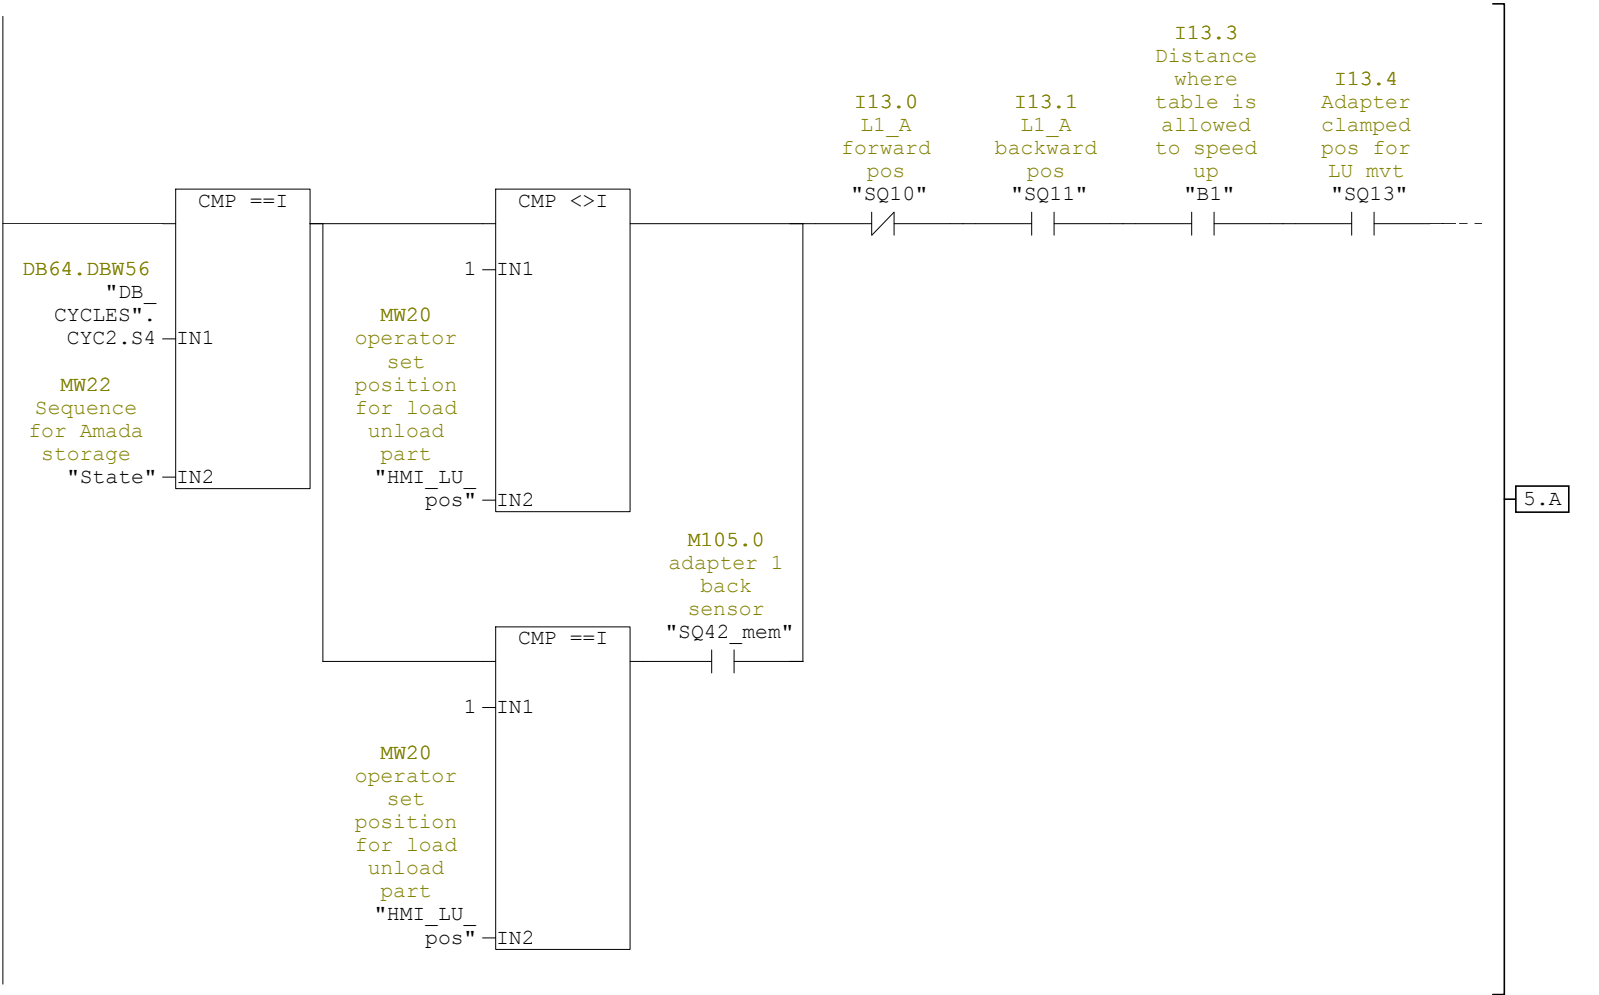 I13.3
Distance
where
table is
allowed
to speed
up
"B1"
I13.4
Adapter
clamped
pos for
LU mvt
"SQ13"
I13.0
L1_A
forward
pos
"SQ10"
I13.1
L1_A
backward
pos
"SQ11"
CMP ==I
CMP <>I
DB64.DBW56
"DB_
CYCLES".
CYC2.S4
IN1
MW22
Sequence
for Amada
storage
"State"
IN2
1
IN1
MW20
operator
set
position
for load
unload
part
"HMI_LU_
pos"
IN2
5.A
M105.0
adapter 1
back
sensor
"SQ42_mem"
CMP ==I
1
IN1
MW20
operator
set
position
for load
unload
part
"HMI_LU_
pos"
IN2